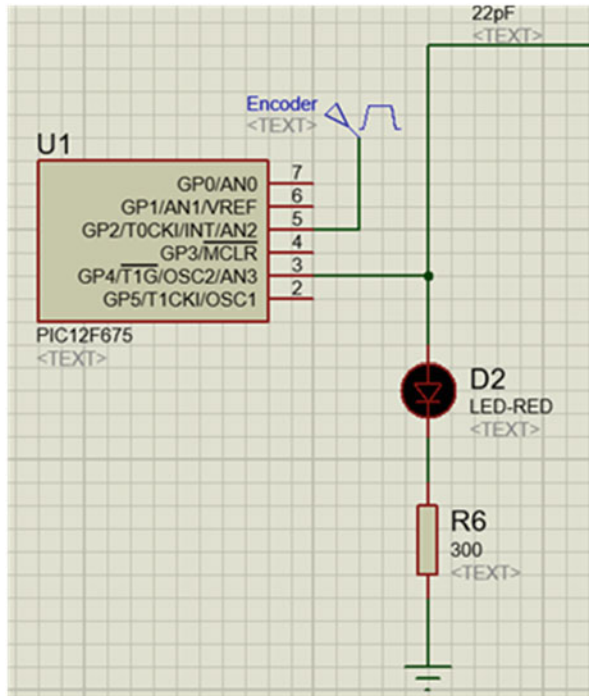 22pF
<TEXT>
Encoder
<TEXT>
U1
7
GP0/AN0
6
GP1/AN1/VREF
5
GP2/T0CKI/INT/AN2
4
GP3/MCLR
3
GP4/T1G/OSC2/AN3
2
GP5/T1CKI/OSC1
PIC12F675
<TEXT>
D2
LED-RED
<TEXT>
R6
300
<TEXT>